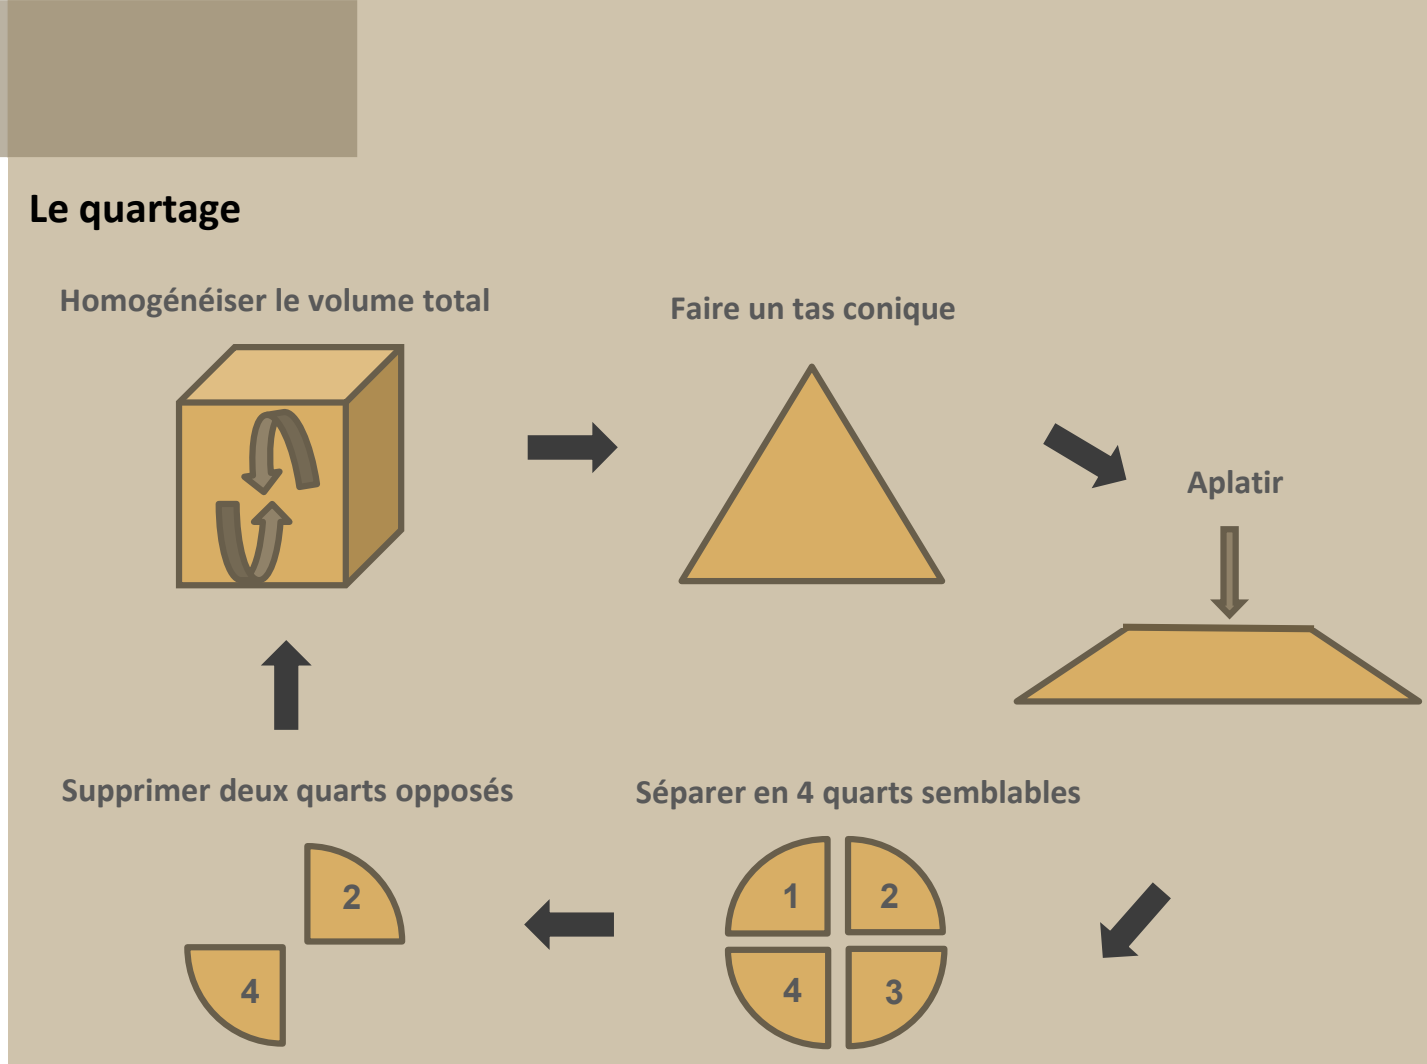 Le quartage
Homogénéiser le volume total
Faire un tas conique
Aplatir
Supprimer deux quarts opposés
Séparer en 4 quarts semblables
1
2
4
3
2
4